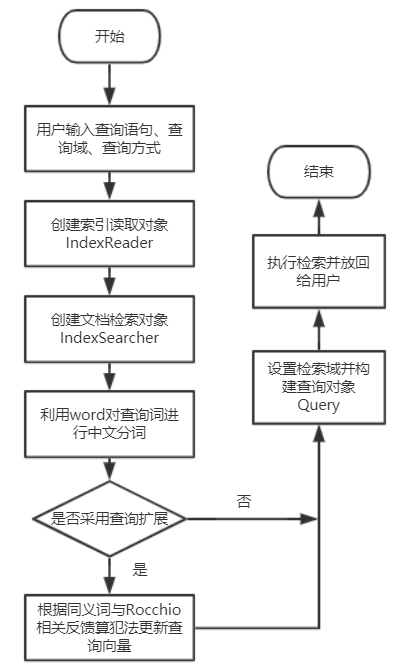 开始
用户输入查询语句、查
询域、查询方式
创建索引读取对象
IndexReader
创建文档检索对象
IndexSearcher
利用word对查询词进
行中文分词
是否采用查询扩展
否
是
根据同义词与Rocchio
相关反馈算犯法更新查
询向量
设置检索域并构
建查询对象
Query
执行检索并放回
给用户
结束